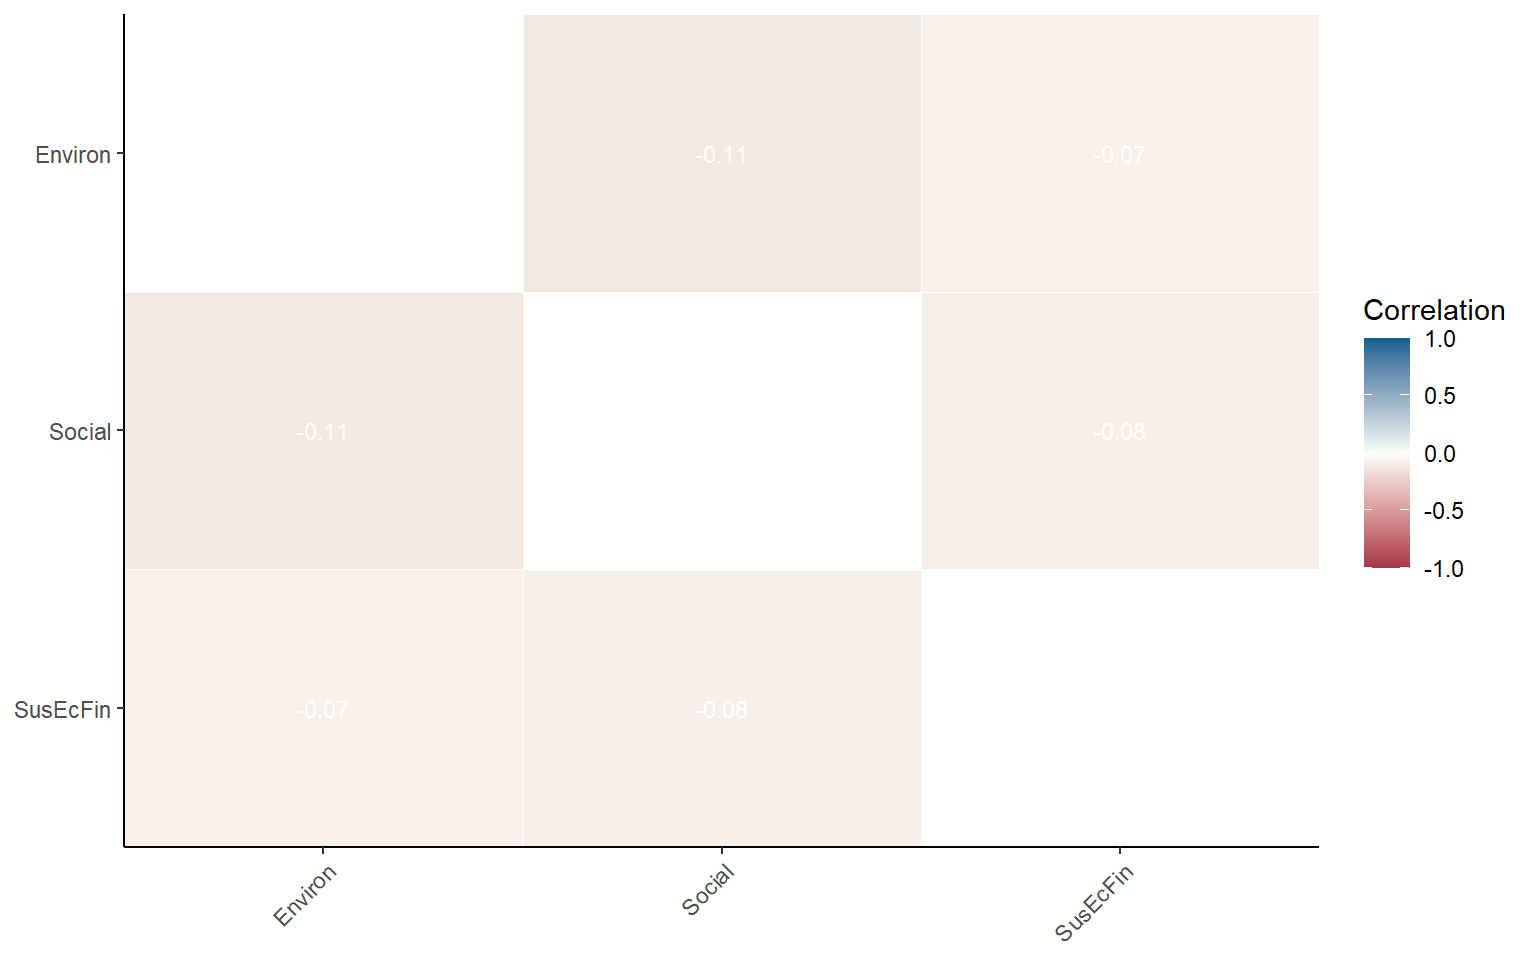 Environ
-0.11
-0.07
Social
-0.11
-0.08
SusEcFin
-0.07
-0.08
Environ
Social
SusEcFin
Correlation
1.0
0.5
0.0
-0.5
-1.0